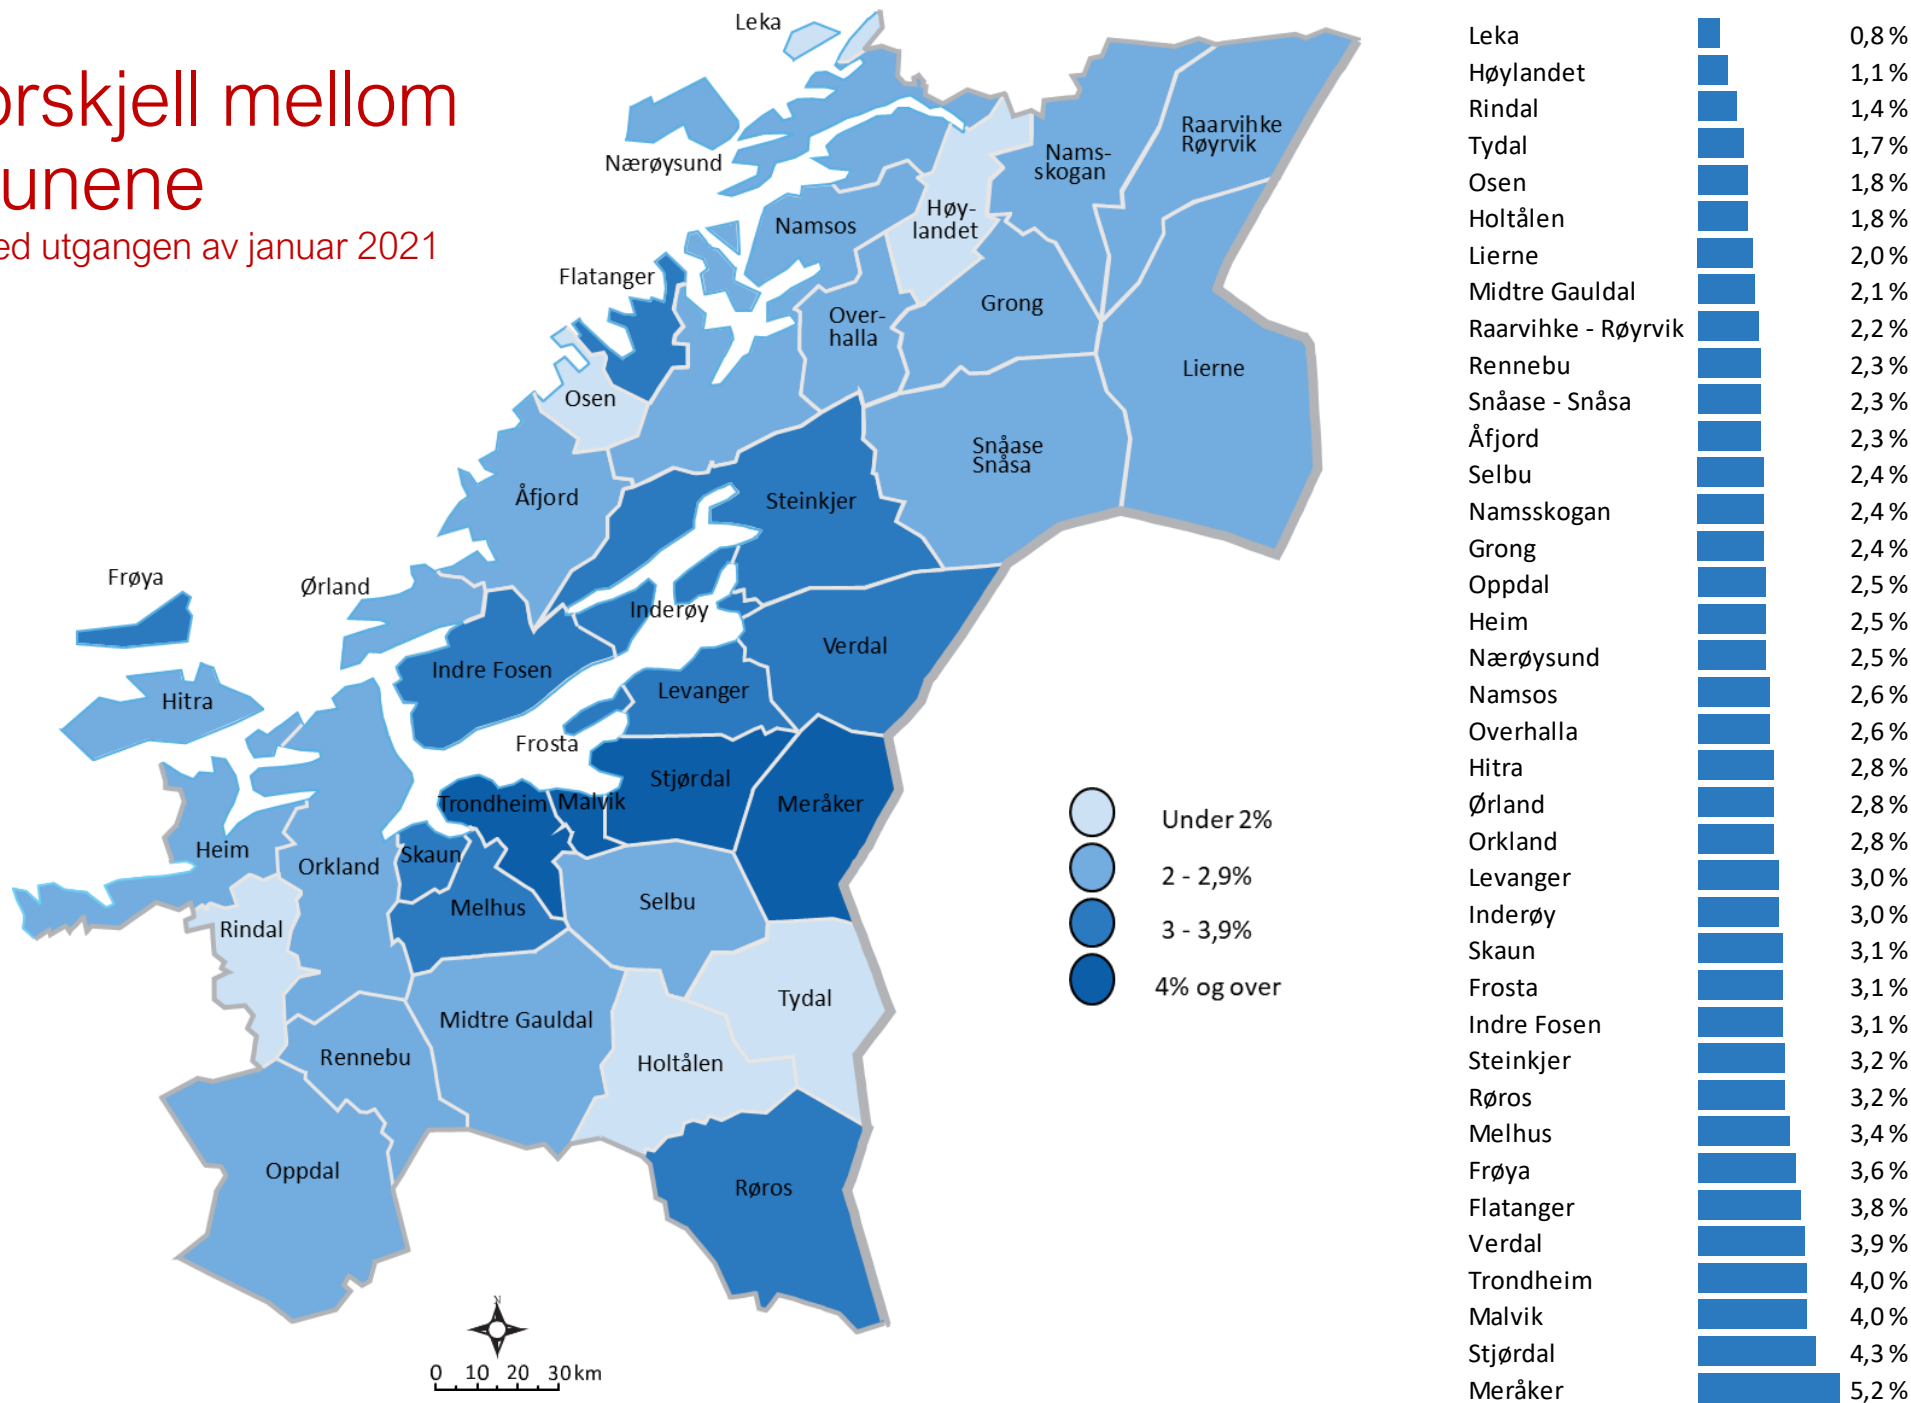 orskjell mellom
unene
ed utgangen av januar 2021
Leka
Nærøysund
Raarvihke
Røyrvik
Nams-
skogan
Høy-
landet
Namsos
Flatanger
Grong
Over-
halla
Lierne
Osen
Snåase
Snåsa
Åfjord
Steinkjer
Frøya
Ørland
Inderøy
Verdal
Indre Fosen
Levanger
Hitra
Frosta
Stjørdal
Trondheim
Malvik
Meråker
Heim
Orkland
Skaun
Melhus
Selbu
Rindal
Tydal
Midtre Gauldal
Rennebu
Holtålen
Oppdal
Røros
Under 2%
2 - 2,9%
3 - 3,9%
4% og over
N
0 10 20 30 km
Leka 0,8 %
Høylandet 1,1 %
Rindal 1,4 %
Tydal 1,7 %
Osen 1,8 %
Holtålen 1,8 %
Lierne 2,0 %
Midtre Gauldal 2,1 %
Raarvihke - Røyrvik 2,2 %
Rennebu 2,3 %
Snåase - Snåsa 2,3 %
Åfjord 2,3 %
Selbu 2,4 %
Namsskogan 2,4 %
Grong 2,4 %
Oppdal 2,5 %
Heim 2,5 %
Nærøysund 2,5 %
Namsos 2,6 %
Overhalla 2,6 %
Hitra 2,8 %
Ørland 2,8 %
Orkland 2,8 %
Levanger 3,0 %
Inderøy 3,0 %
Skaun 3,1 %
Frosta 3,1 %
Indre Fosen 3,1 %
Steinkjer 3,2 %
Røros 3,2 %
Melhus 3,4 %
Frøya 3,6 %
Flatanger 3,8 %
Verdal 3,9 %
Trondheim 4,0 %
Malvik 4,0 %
Stjørdal 4,3 %
Meråker 5,2 %